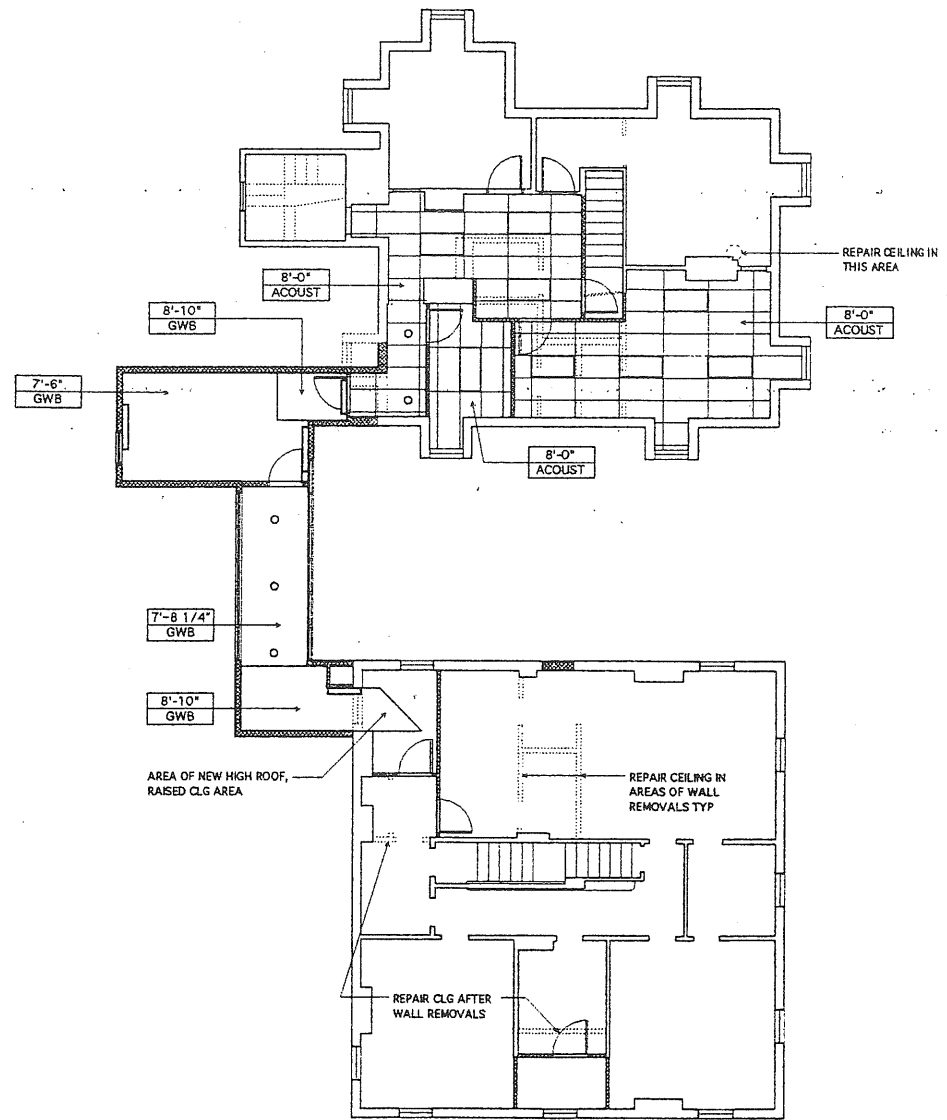 REPAIR CEILING IN
THIS AREA
8'-0"
ACOUST
8'-10"
GWB
8'-0"
ACOUST
7'-6"
GWB
8'-0"
ACOUST
7'-8 1/4"
GWB
8'-10"
GWB
AREA OF NEW HIGH ROOF,
RAISED CLG AREA
REPAIR CEILING IN
AREAS OF WALL
REMOVALS TYP
REPAIR CLG AFTER
WALL REMOVALS